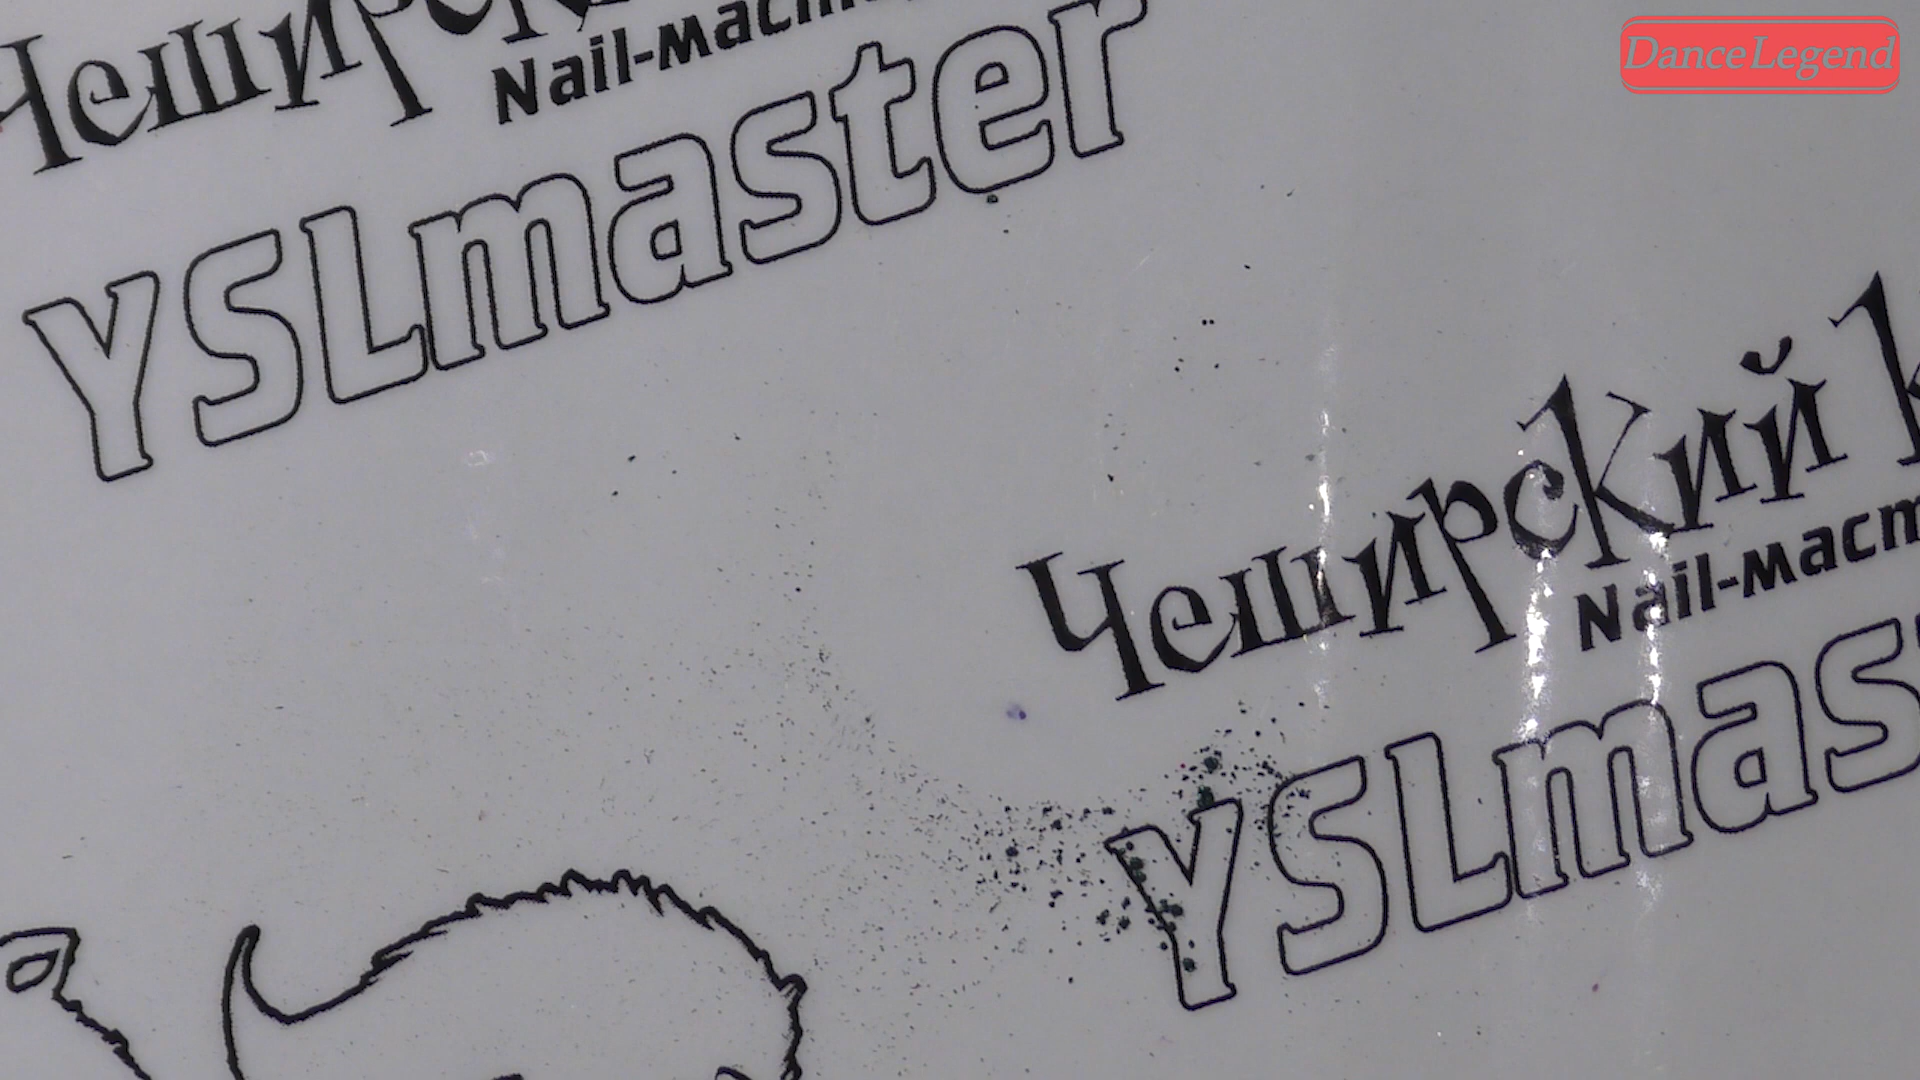 DanceLegend
Nail-маст
YSLmaster
Чеширский
Nail-маст
YSLmas